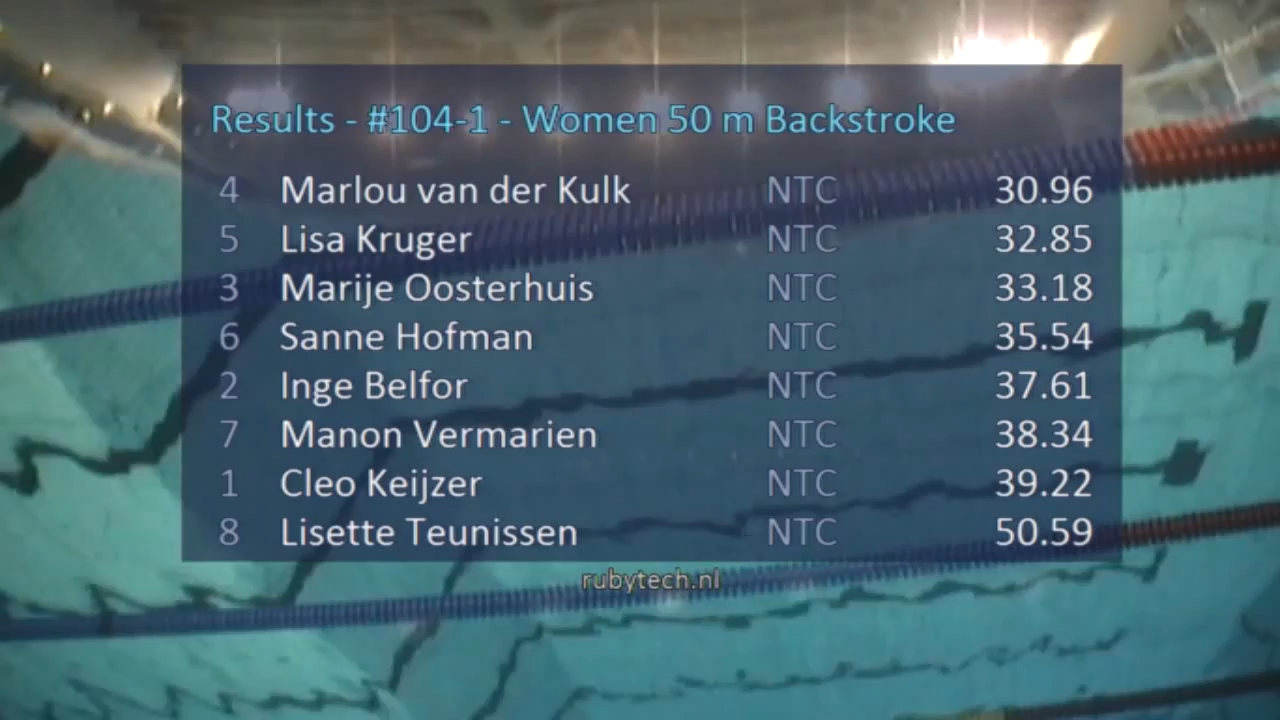 Results - #104-1 - Women 50 m Backstroke
4 Marlou van der Kulk NTC 30.96
5 Lisa Kruger NTC 32.85
3 Marije Oosterhuis NTC 33.18
6 Sanne Hofman NTC 35.54
2 Inge Belfor NTC 37.61
7 Manon Vermarien NTC 38.34
1 Cleo Keijzer NTC 39.22
8 Lisette Teunissen NTC 50.59
rubytech.nl